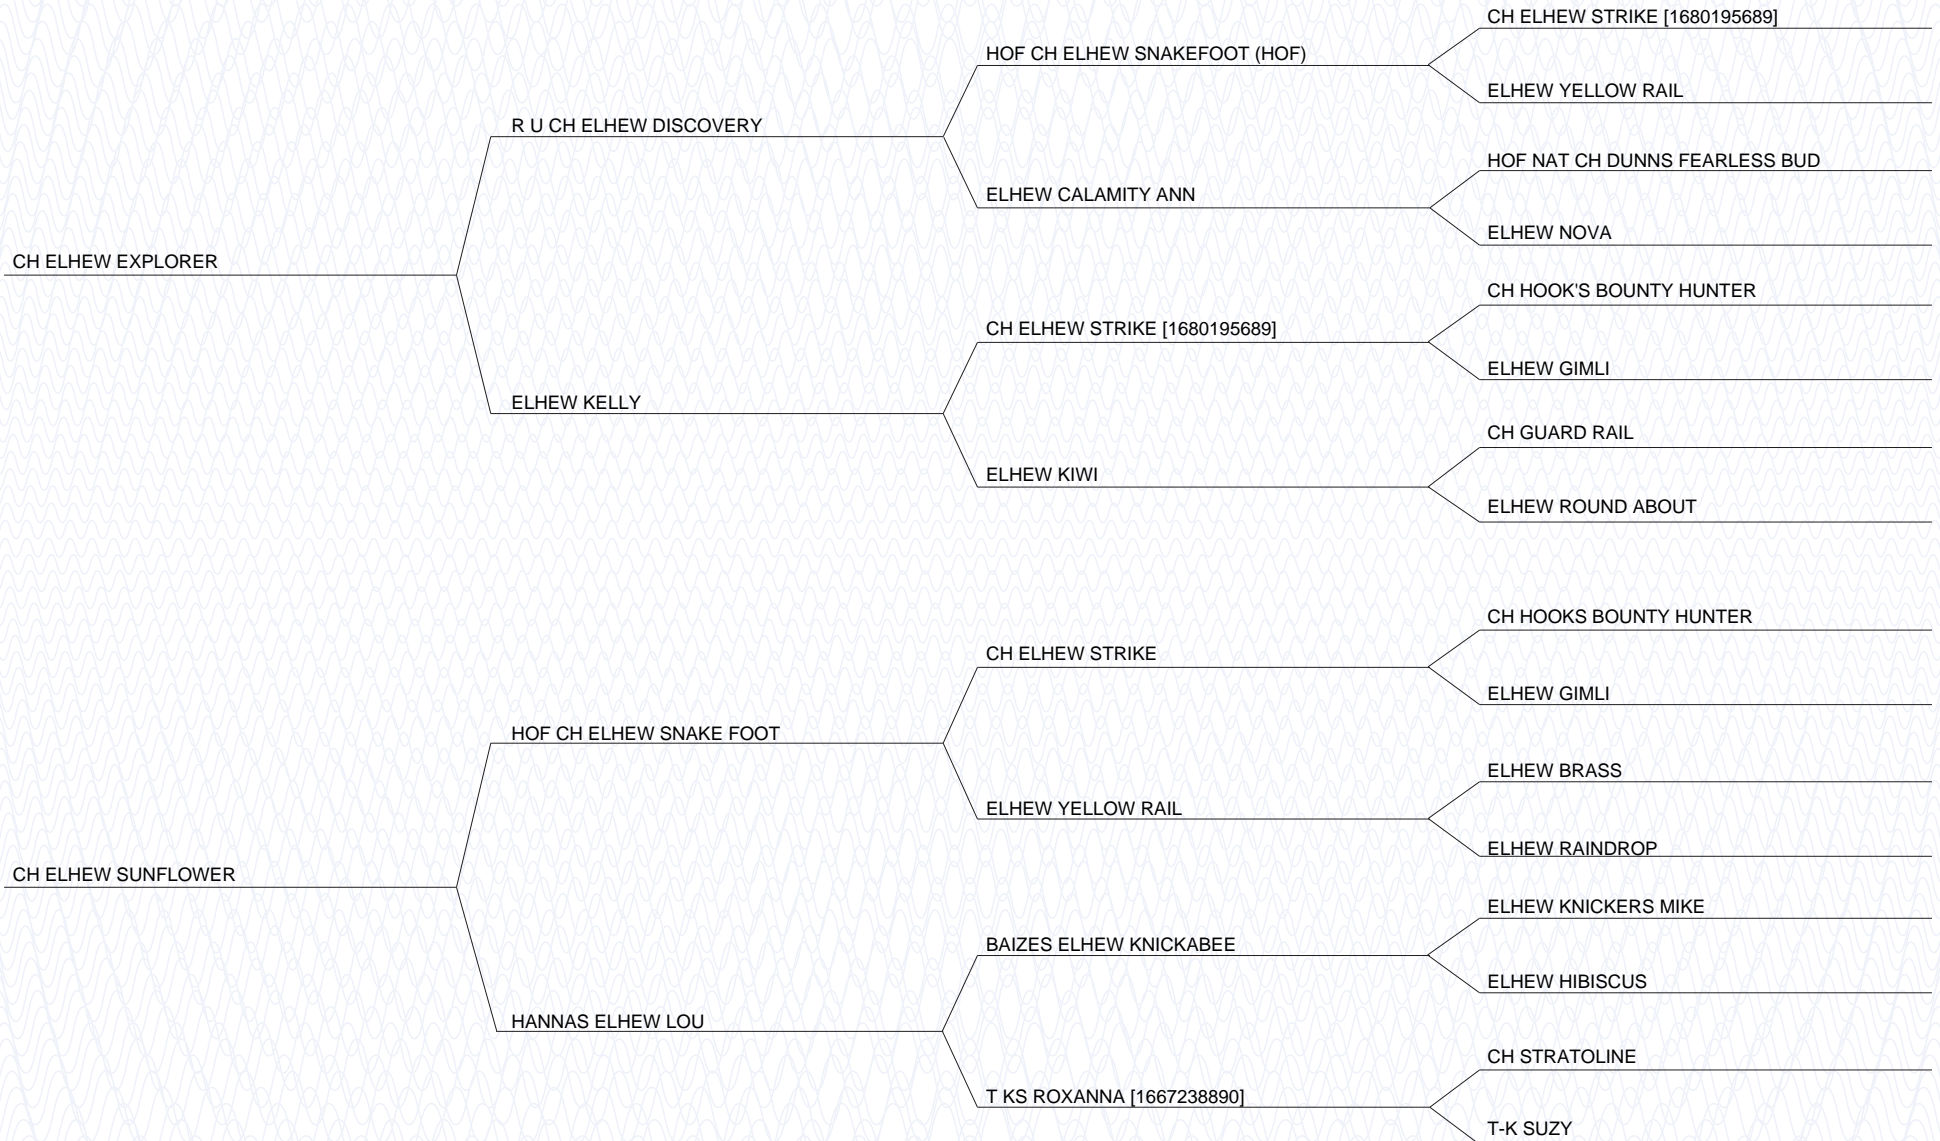 CH ELHEW STRIKE [1680195689]
HOF CH ELHEW SNAKEFOOT (HOF)
ELHEW YELLOW RAIL
R U CH ELHEW DISCOVERY
HOF NAT CH DUNNS FEARLESS BUD
ELHEW CALAMITY ANN
ELHEW NOVA
CH ELHEW EXPLORER
CH HOOK'S BOUNTY HUNTER
CH ELHEW STRIKE [1680195689]
ELHEW GIMLI
ELHEW KELLY
CH GUARD RAIL
ELHEW KIWI
ELHEW ROUND ABOUT
CH HOOKS BOUNTY HUNTER
CH ELHEW STRIKE
ELHEW GIMLI
HOF CH ELHEW SNAKE FOOT
ELHEW BRASS
ELHEW YELLOW RAIL
ELHEW RAINDROP
CH ELHEW SUNFLOWER
ELHEW KNICKERS MIKE
BAIZES ELHEW KNICKABEE
ELHEW HIBISCUS
HANNAS ELHEW LOU
CH STRATOLINE
T KS ROXANNA [1667238890]
T-K SUZY